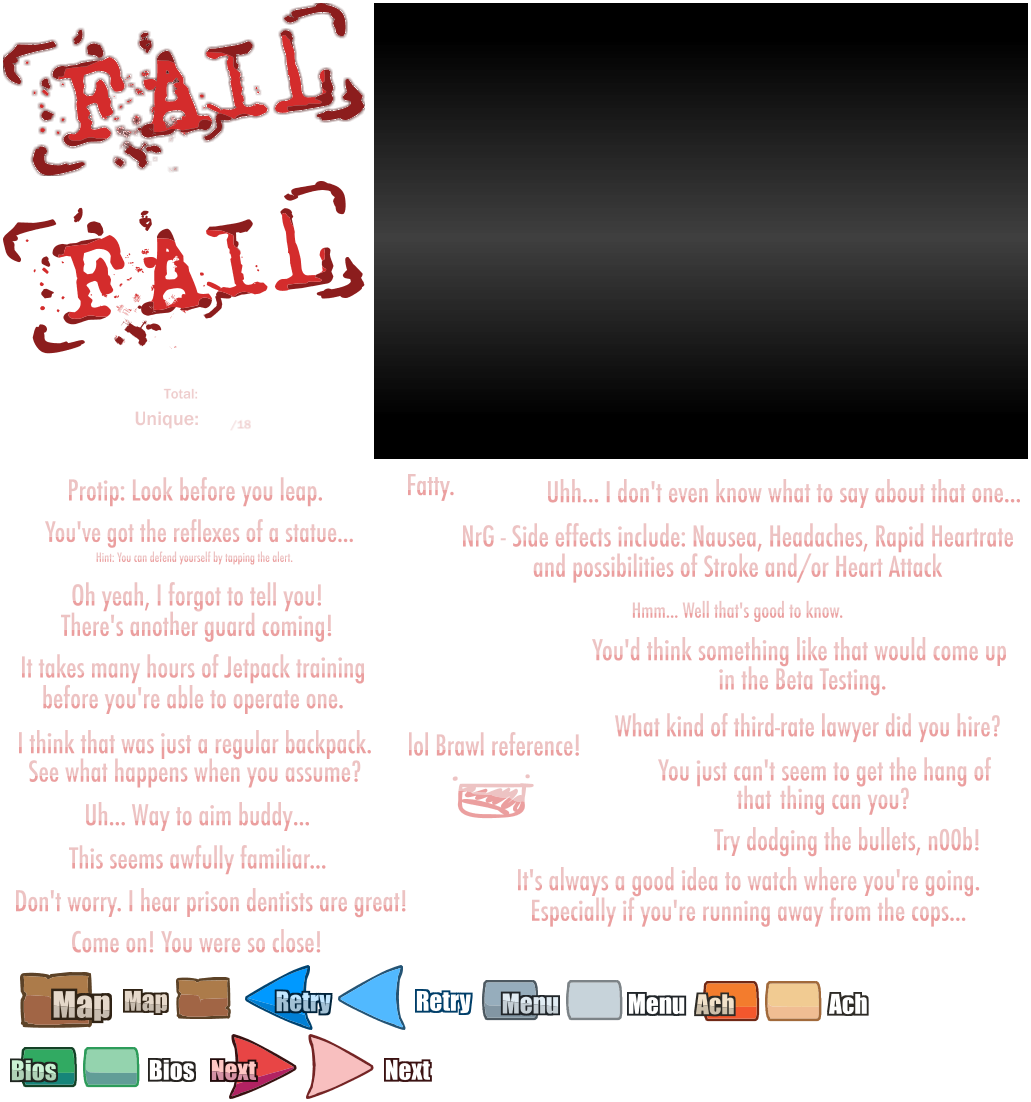 FAIL
FAIL
Total:
Unique: /18
Protip: Look before you leap.
You've got the reflexes of a statue...
Hint: You can defend yourself by tapping the alert.
Oh yeah, I forgot to tell you!
There's another guard coming!
It takes many hours of Jetpack training
before you're able to operate one.
I think that was just a regular backpack.
See what happens when you assume?
Uh... Way to aim buddy...
This seems awfully familiar...
Don't worry. I hear prison dentists are great!
Come on! You were so close!
Fatty.
lol Brawl reference!
Uhh... I don't even know what to say about that one...
NrG - Side effects include: Nausea, Headaches, Rapid Heartrate
and possibilities of Stroke and/or Heart Attack
Hmm... Well that's good to know.
You'd think something like that would come up
in the Beta Testing.
What kind of third-rate lawyer did you hire?
You just can't seem to get the hang of
that thing can you?
Try dodging the bullets, n00b!
It's always a good idea to watch where you're going.
Especially if you're running away from the cops...
Map Map Retry Retry Menu Menu Ach Ach
Bios Bios Next Next